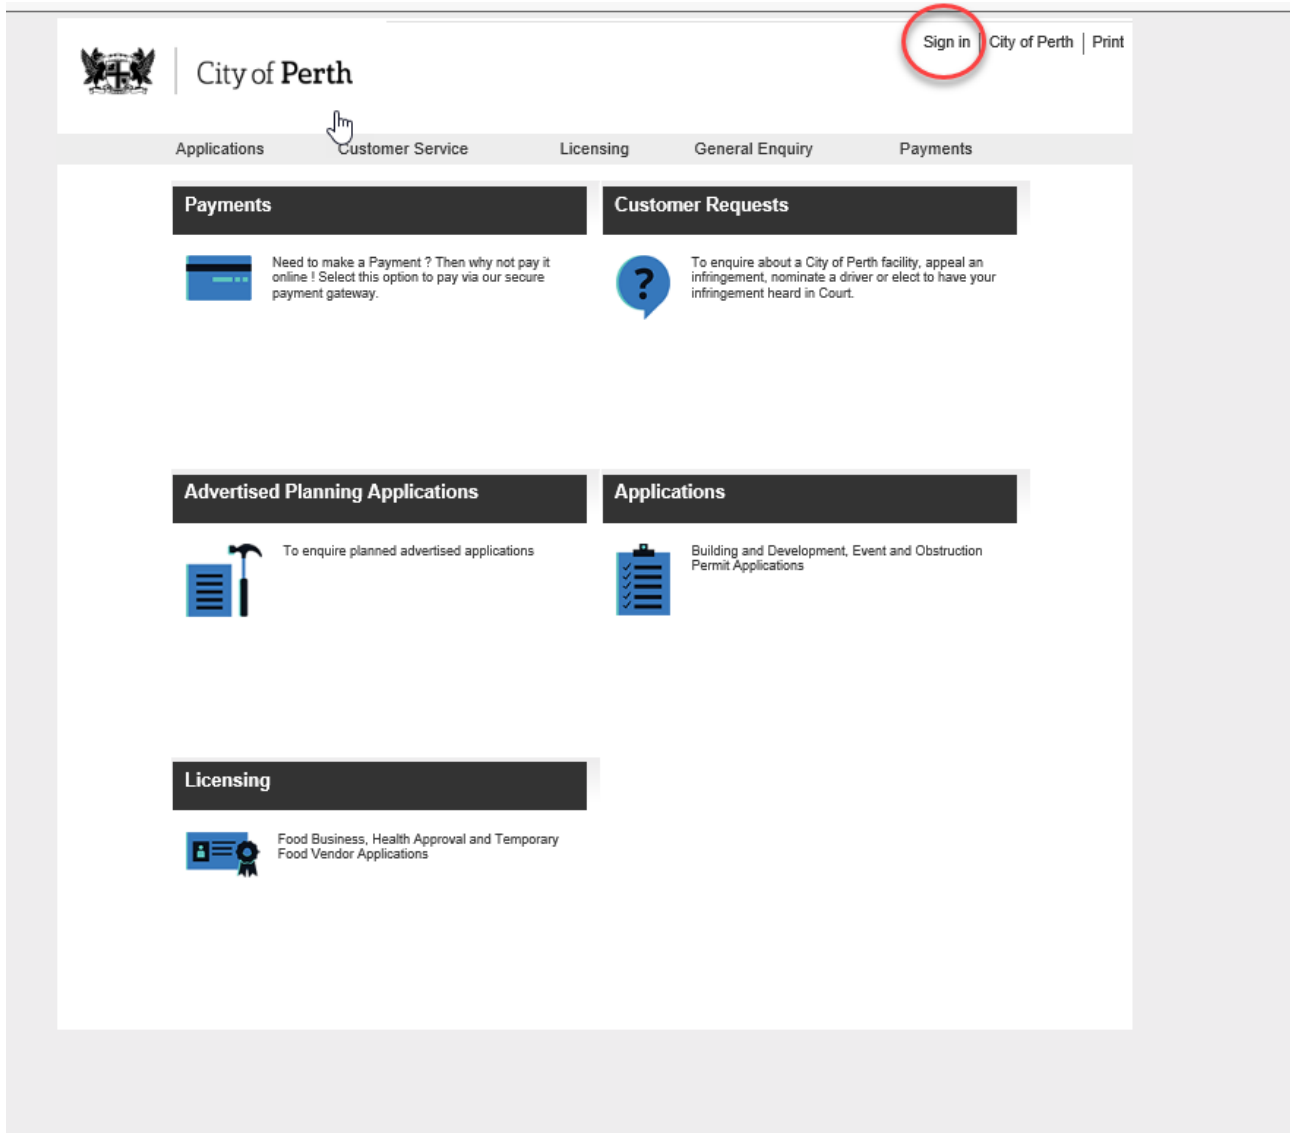 Sign in | City of Perth | Print
City of Perth
Applications Customer Service Licensing General Enquiry Payments
Payments
Need to make a Payment ? Then why not pay it
online ! Select this option to pay via our secure
payment gateway.
Customer Requests
?
To enquire about a City of Perth facility, appeal an
infringement, nominate a driver or elect to have your
infringement heard in Court.
Advertised Planning Applications
To enquire planned advertised applications
Applications
Building and Development, Event and Obstruction
Permit Applications
Licensing
Food Business, Health Approval and Temporary
Food Vendor Applications